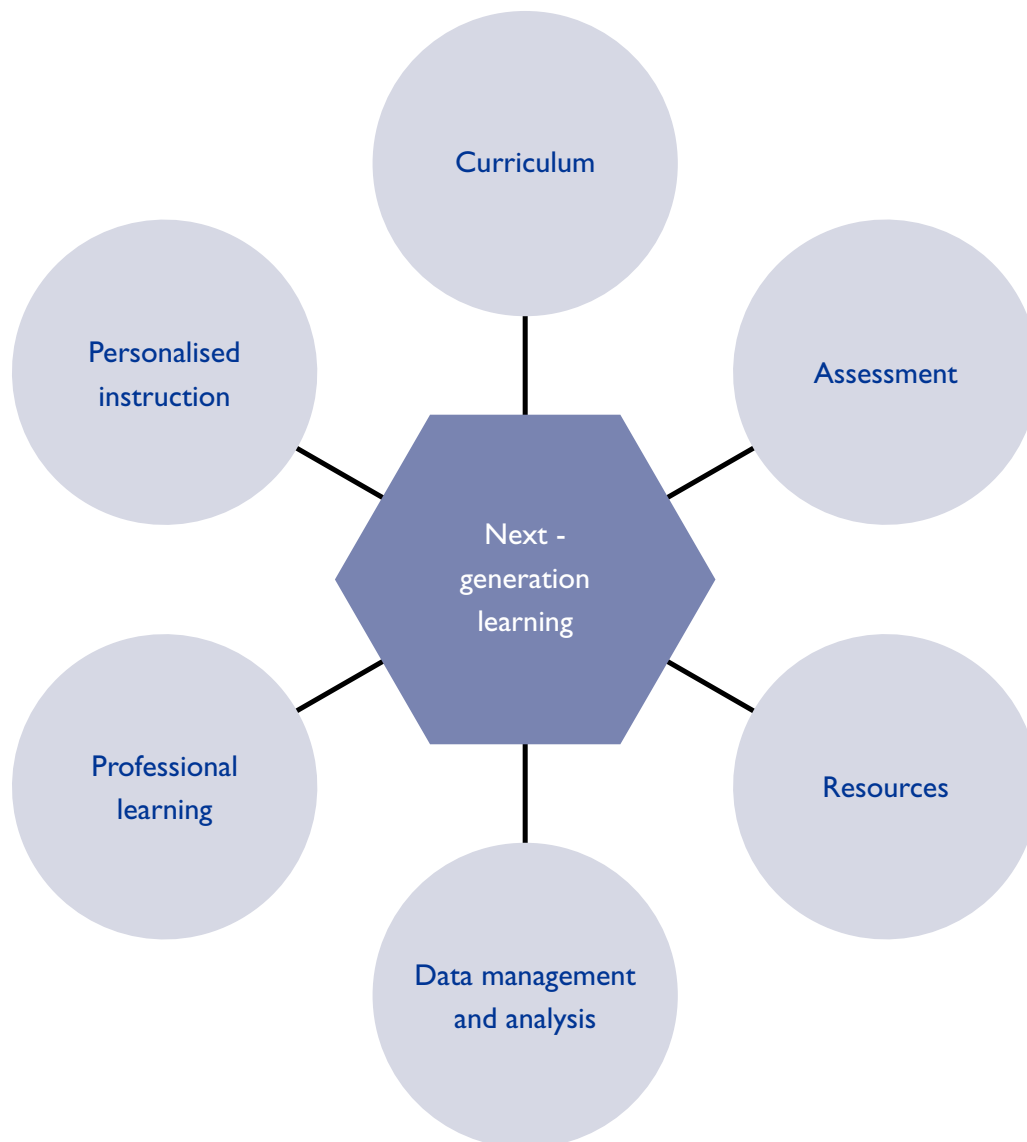 Curriculum
Personalised
instruction
Assessment
Next -
generation
learning
Professional
learning
Resources
Data management
and analysis